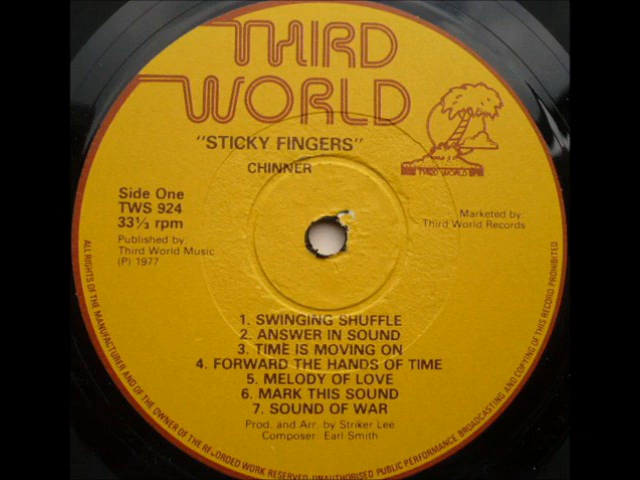 THIRD
WORLD
"STICKY FINGERS"
CHINNER
THIRD WORLD
Side One
TWS 924
33⅓ rpm
Published by:
Third World Music
(P) 1977
Marketed by:
Third World Records
1. SWINGING SHUFFLE
2. ANSWER IN SOUND
3. TIME IS MOVING ON
4. FORWARD THE HANDS OF TIME
5. MELODY OF LOVE
6. MARK THIS SOUND
7. SOUND OF WAR
Prod. and Arr. by Striker Lee
Composer: Earl Smith
ALL RIGHTS OF THE MANUFACTURER AND OF THE OWNER OF THE RECORDED WORK RESERVED. UNAUTHORISED PUBLIC PERFORMANCE BROADCASTING AND COPYING OF THIS RECORD PROHIBITED